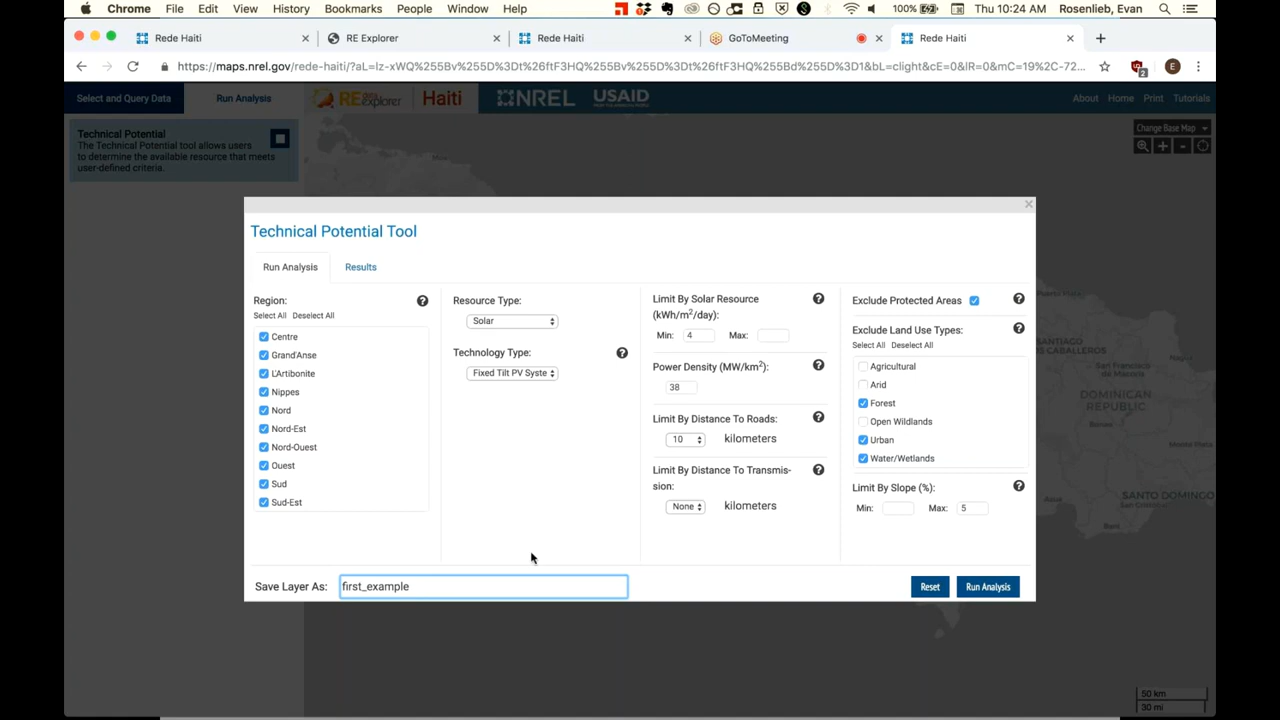 Chrome File Edit View History Bookmarks People Window Help 100% Thu 10:24 AM Rosenlieb, Evan
Rede Haiti RE Explorer Rede Haiti GoToMeeting Rede Haiti
https://maps.nrel.gov/rede-haiti/?aL=lz-xWQ%255Bv%255D%3Dt%26ftF3HQ%255Bv%255D%3Dt%26ftF3HQ%255Bd%255D%3D1&bL=clight&cE=0&lR=0&mC=19%2C-72... 2 E
Select and Query Data Run Analysis RE data explorer Haiti NREL USAID About Home Print Tutorials
Technical Potential
The Technical Potential tool allows users
to determine the available resource that meets
user-defined criteria.
Change Base Map
Technical Potential Tool
Run Analysis Results
Region: ?
Select All Deselect All
Centre
Grand'Anse
L'Artibonite
Nippes
Nord
Nord-Est
Nord-Ouest
Ouest
Sud
Sud-Est
Resource Type:
Solar
Technology Type: ?
Fixed Tilt PV Syste
Limit By Solar Resource ?
(kWh/m2/day):
Min: 4 Max:
Power Density (MW/km2): ?
38
Limit By Distance To Roads: ?
10 kilometers
Limit By Distance To Transmis- ?
sion:
None kilometers
Exclude Protected Areas ?
Exclude Land Use Types: ?
Select All Deselect All
Agricultural
Arid
Forest
Open Wildlands
Urban
Water/Wetlands
Limit By Slope (%): ?
Min: Max: 5
Save Layer As: first_example Reset Run Analysis
Puerto Plata
SANTIAGO
DE LOS CABALLEROS
DOMINICAN
REPUBLIC
SANTO DOMINGO
Azua
50 km
30 mi